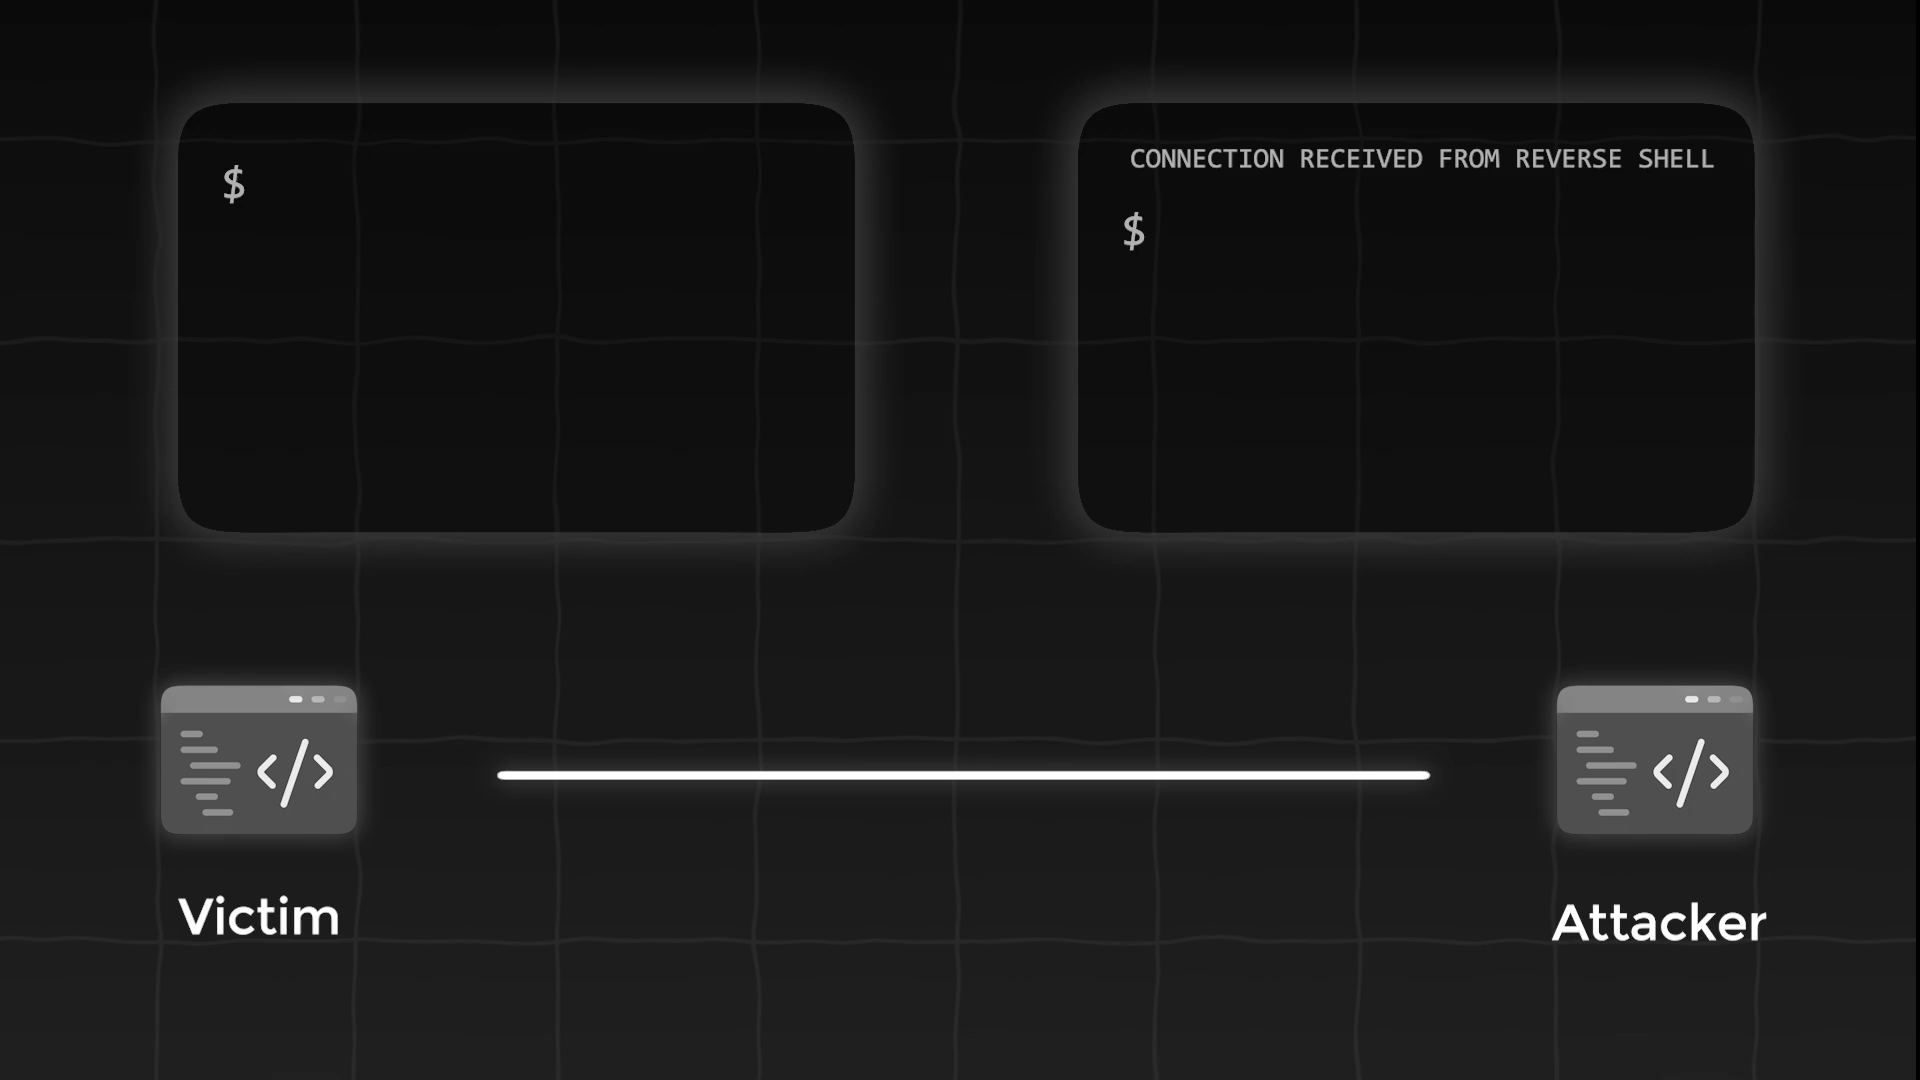 $
CONNECTION RECEIVED FROM REVERSE SHELL
$
</>
</>
Victim
Attacker